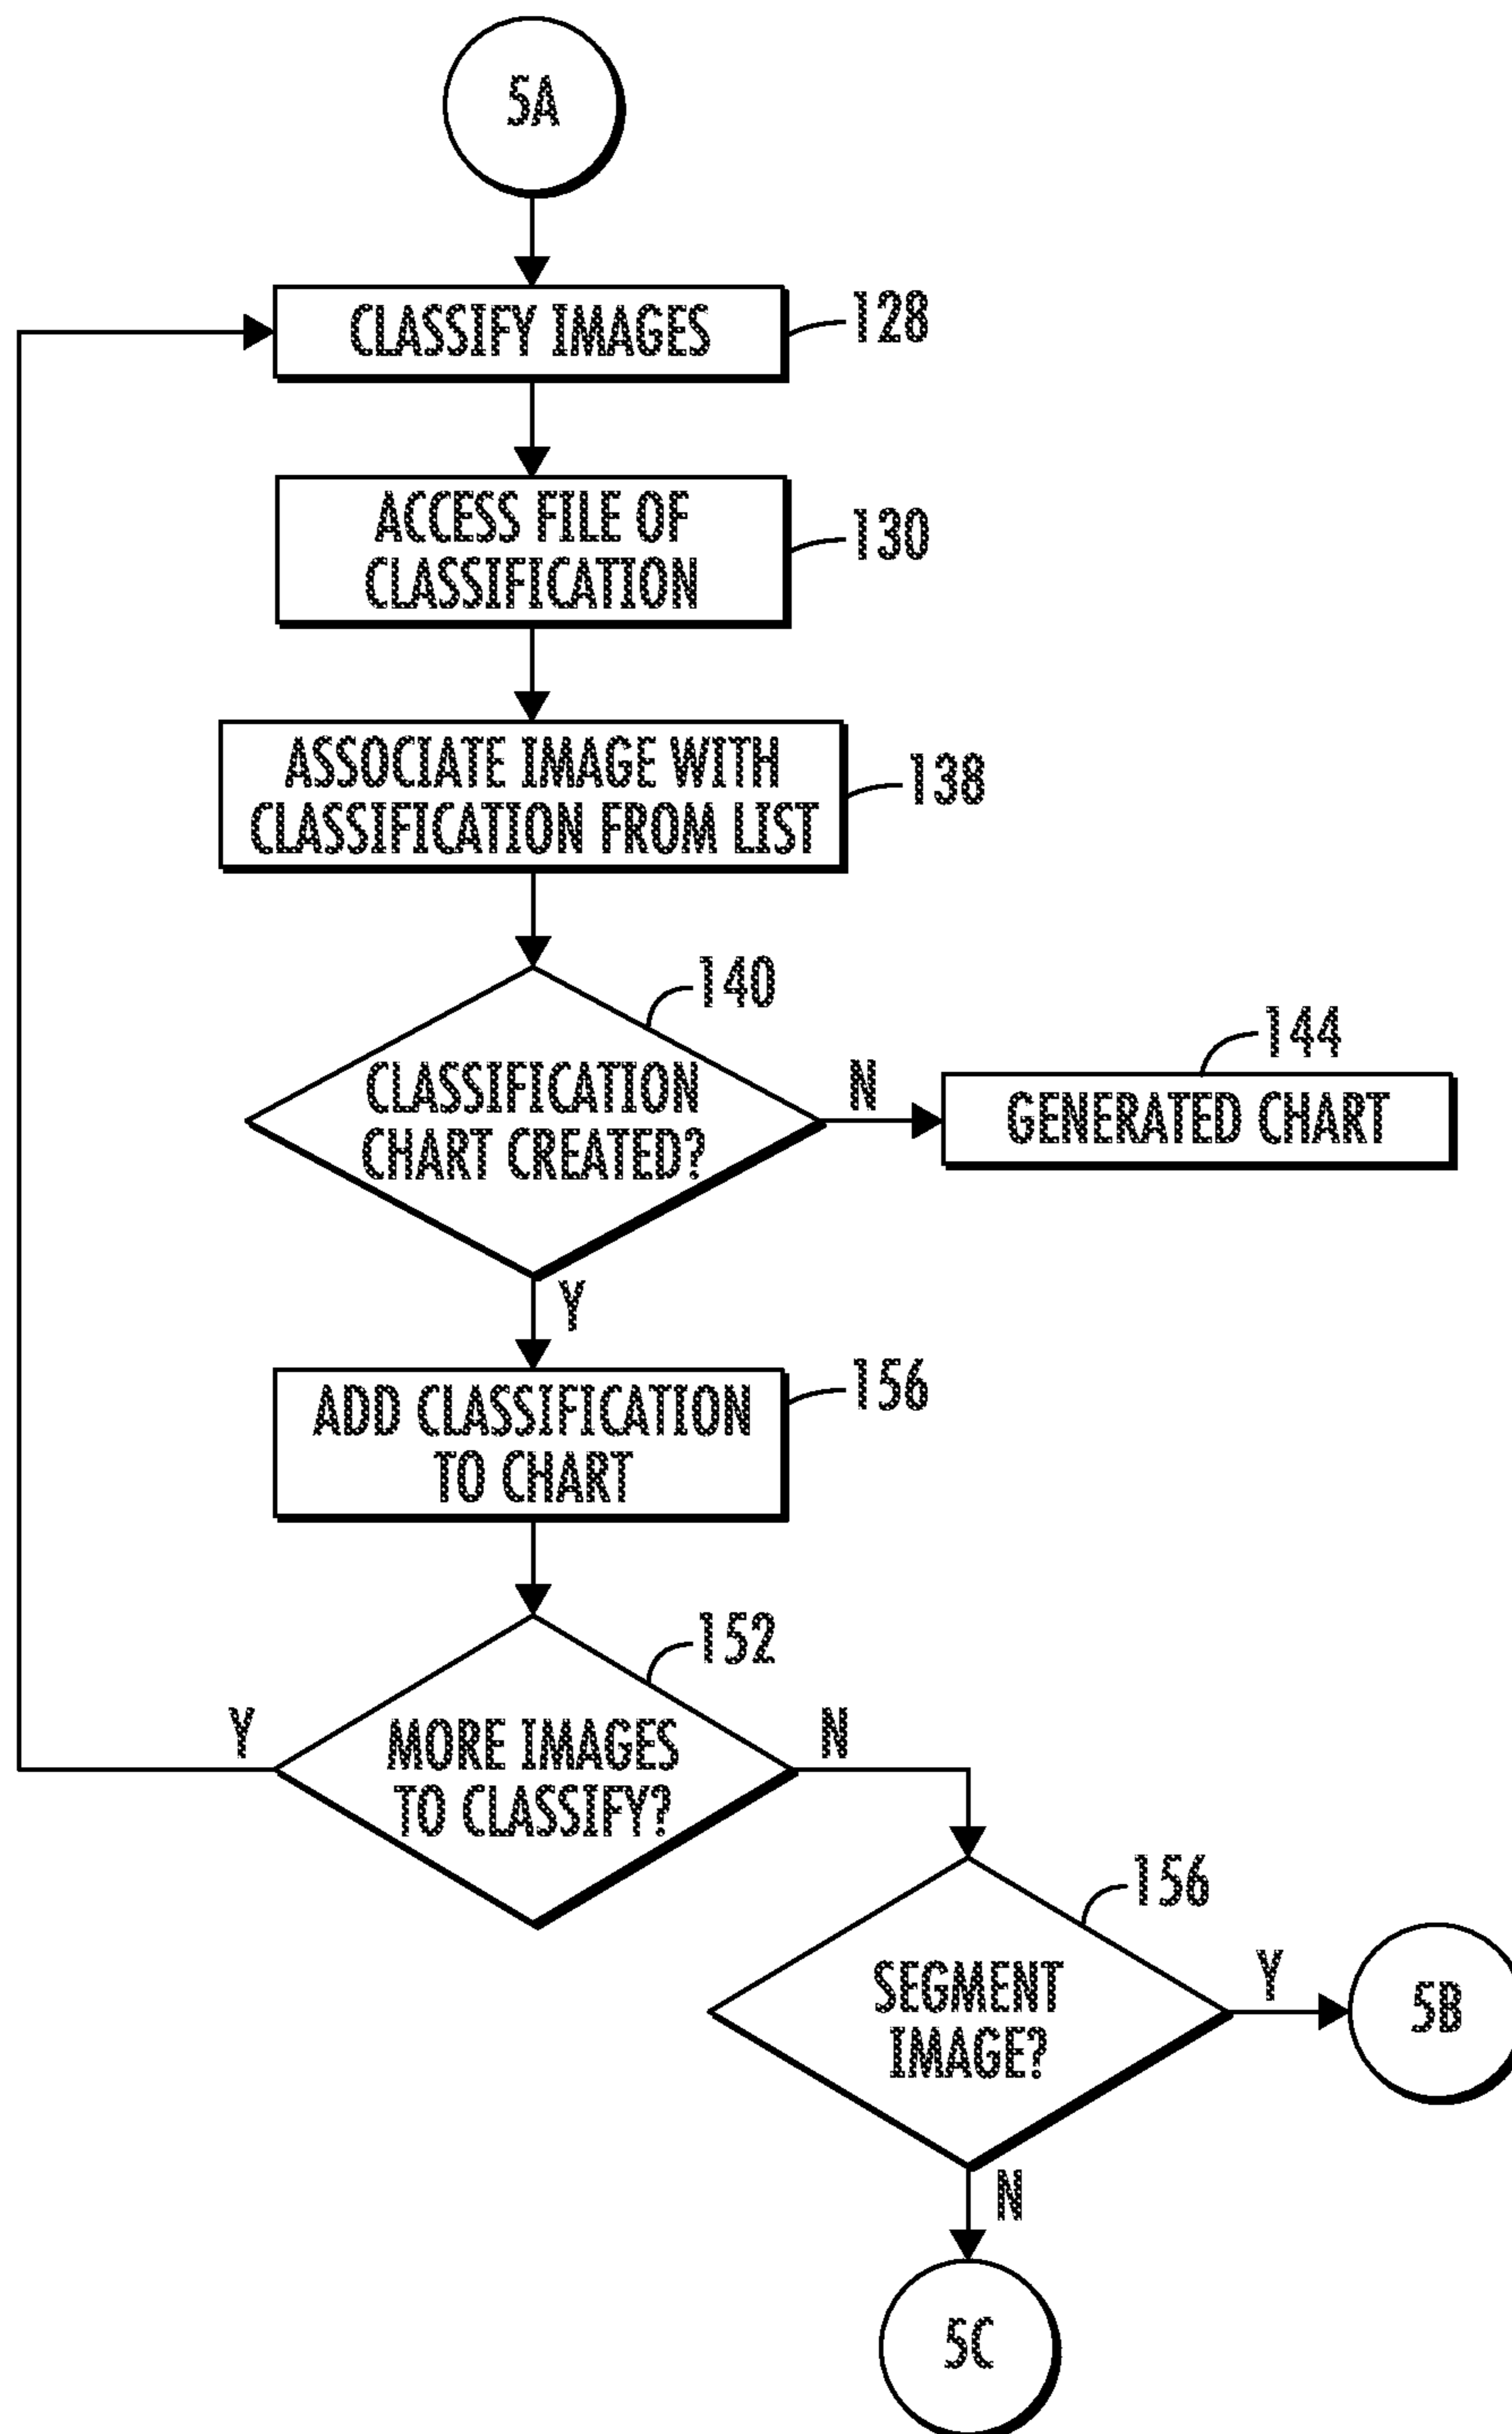 5A
CLASSIFY IMAGES
128
ACCESS FILE OF
CLASSIFICATION
130
ASSOCIATE IMAGE WITH
CLASSIFICATION FROM LIST
138
140
CLASSIFICATION
CHART CREATED?
N
144
GENERATED CHART
Y
ADD CLASSIFICATION
TO CHART
156
152
MORE IMAGES
TO CLASSIFY?
Y
N
156
SEGMENT
IMAGE?
Y
5B
N
5C